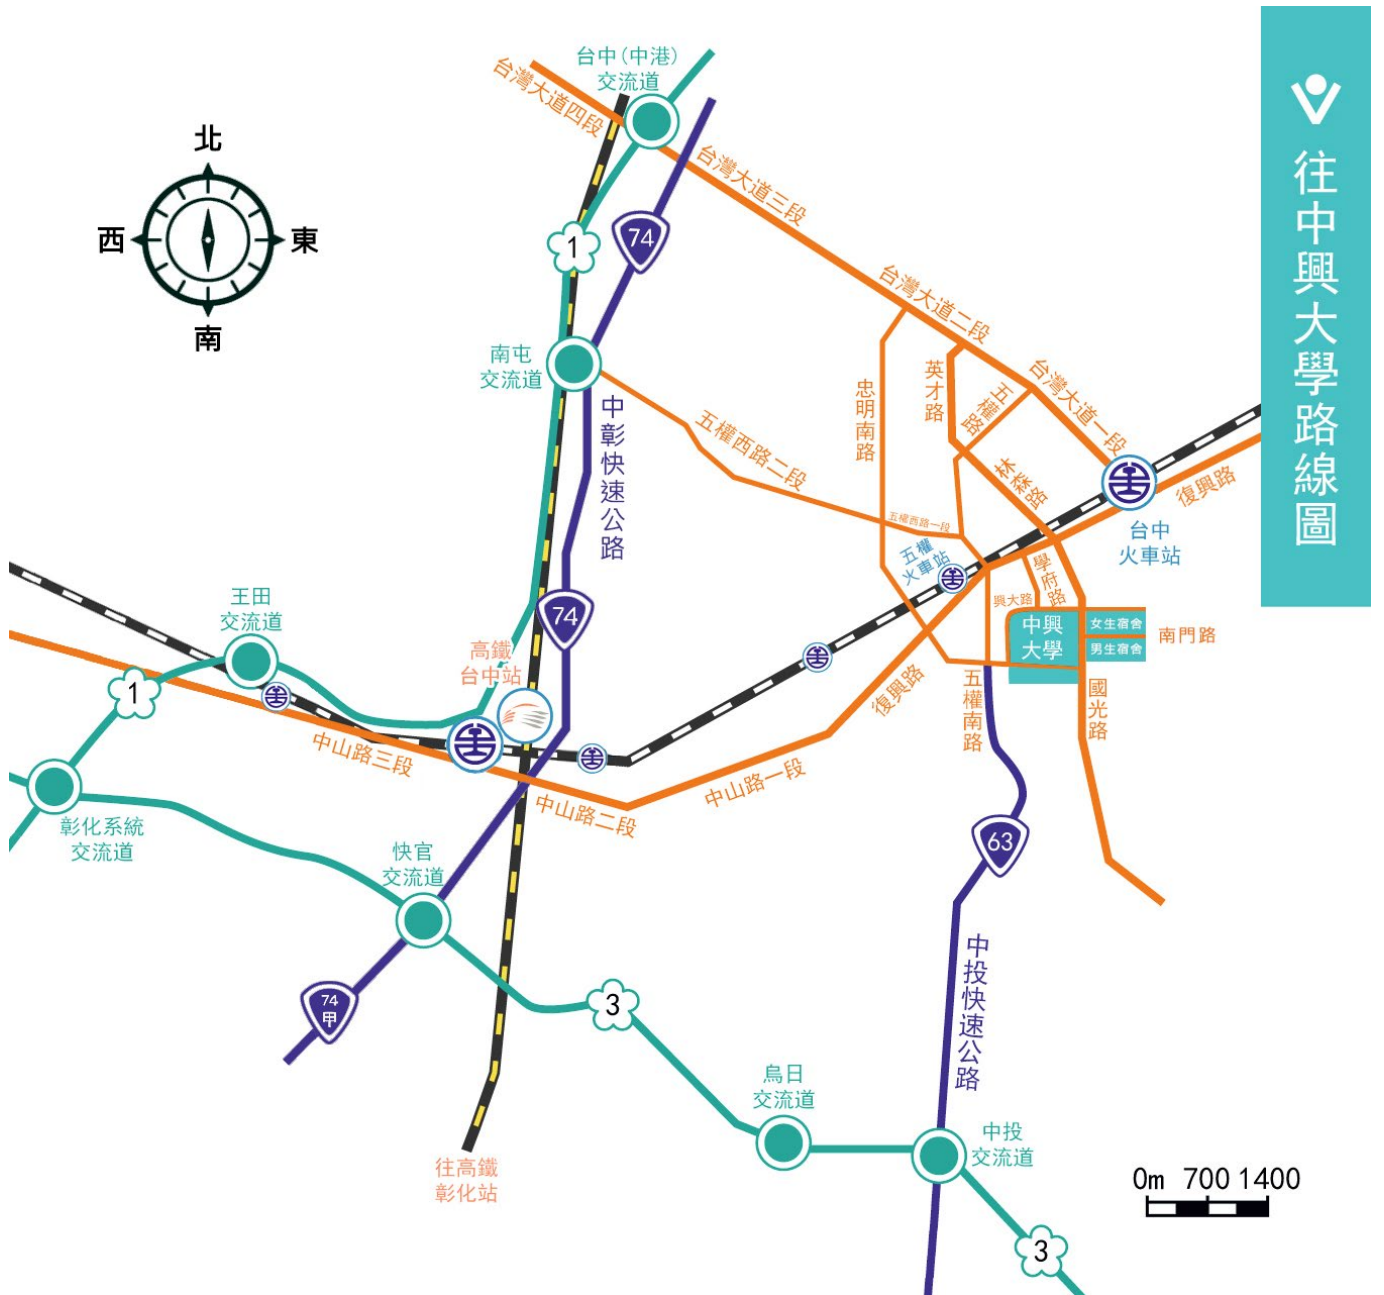 往中興大學路線圖
北
西
東
南
台中(中港)
交流道
台灣大道四段
台灣大道三段
台灣大道二段
台灣大道一段
1
74
南屯
交流道
中彰快速公路
五權西路二段
五權西路一段
忠明南路
英才路
五權路
林森路
復興路
台中
火車站
五權
火車站
學府路
興大路
中興
大學
女生宿舍
男生宿舍
南門路
國光路
五權南路
復興路
王田
交流道
1
74
高鐵
台中站
中山路三段
中山路二段
中山路一段
彰化系統
交流道
快官
交流道
74
甲
63
3
中投快速公路
烏日
交流道
中投
交流道
往高鐵
彰化站
3
0m 700 1400